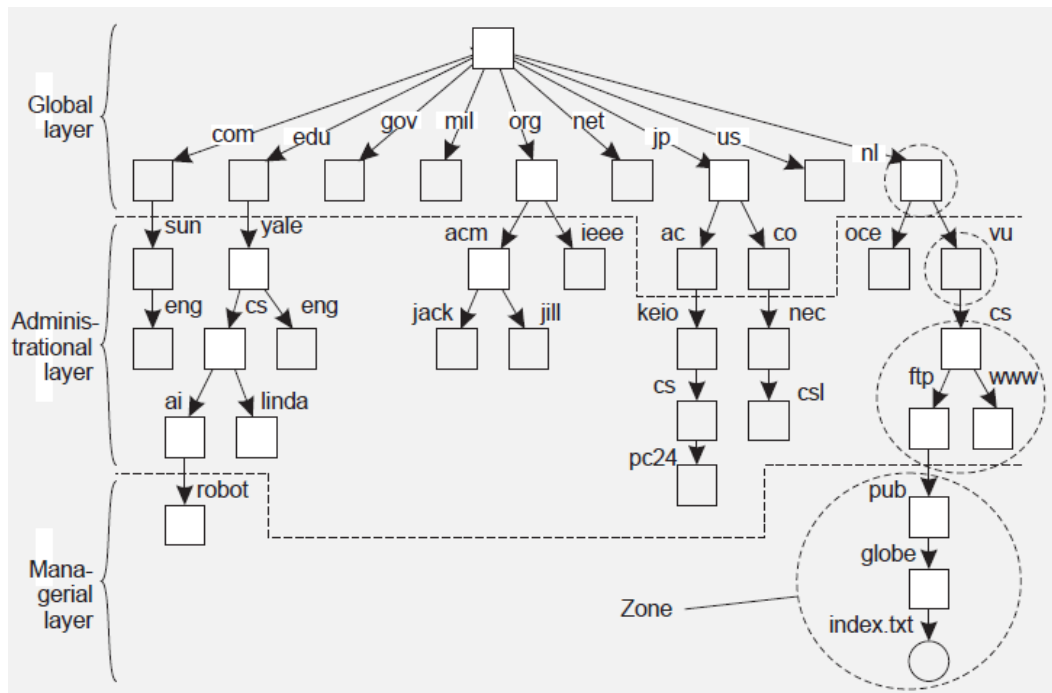 Global
layer
com
edu
gov
mil
org
net
jp
us
nl
sun
yale
acm
ieee
ac
co
oce
vu
Adminis-
trational
layer
eng
cs
eng
jack
jill
keio
nec
cs
ai
linda
cs
csl
ftp
www
pc24
robot
pub
Mana-
gerial
layer
globe
Zone
index.txt